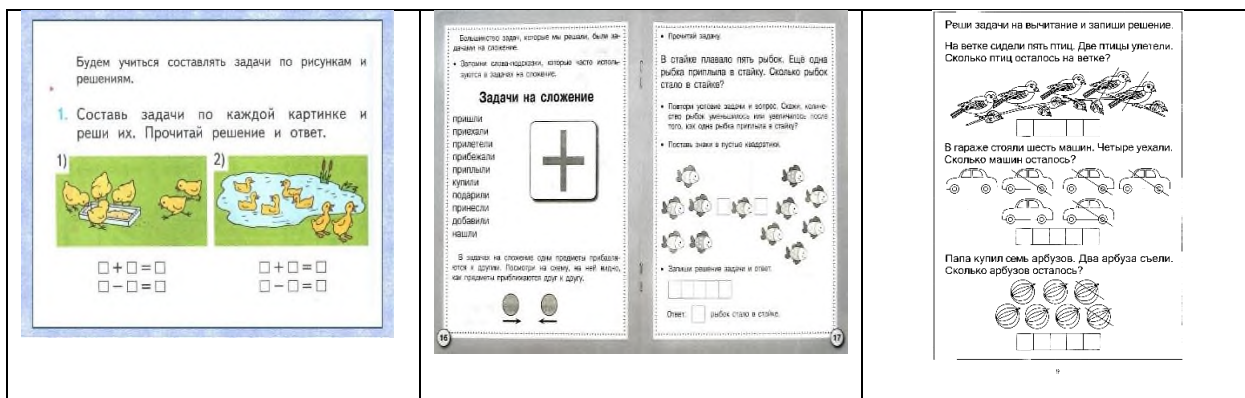 Будем учиться составлять задачи по рисункам и
решениям.
1. Составь задачи по каждой картинке и
реши их. Прочитай решение и ответ.
1)
2)
□ + □ = □
□ - □ = □
□ + □ = □
□ - □ = □
Большинство задач, которые мы решали, были за-
дачами на сложение.
• Запомни слова-подсказки, которые часто исполь-
зуются в задачах на сложение.
Задачи на сложение
пришли
приехали
прилетели
прибежали
приплыли
купили
подарили
принесли
добавили
нашли
+
В задачах на сложение одни предметы прибавля-
ются к другим. Посмотри на схему, на ней видно,
как предметы приближаются друг к другу.
16
• Прочитай задачу.
В стайке плавало пять рыбок. Ещё одна
рыбка приплыла в стайку. Сколько рыбок
стало в стайке?
• Повтори условие задачи и вопрос. Скажи, количе-
ство рыбок уменьшилось или увеличилось после
того, как одна рыбка приплыла в стайку?
• Поставь знаки в пустые квадратики.
• Запиши решение задачи и ответ.
Ответ: □ рыбок стало в стайке.
17
Реши задачи на вычитание и запиши решение.
На ветке сидели пять птиц. Две птицы улетели.
Сколько птиц осталось на ветке?
В гараже стояли шесть машин. Четыре уехали.
Сколько машин осталось?
Папа купил семь арбузов. Два арбуза съели.
Сколько арбузов осталось?
9